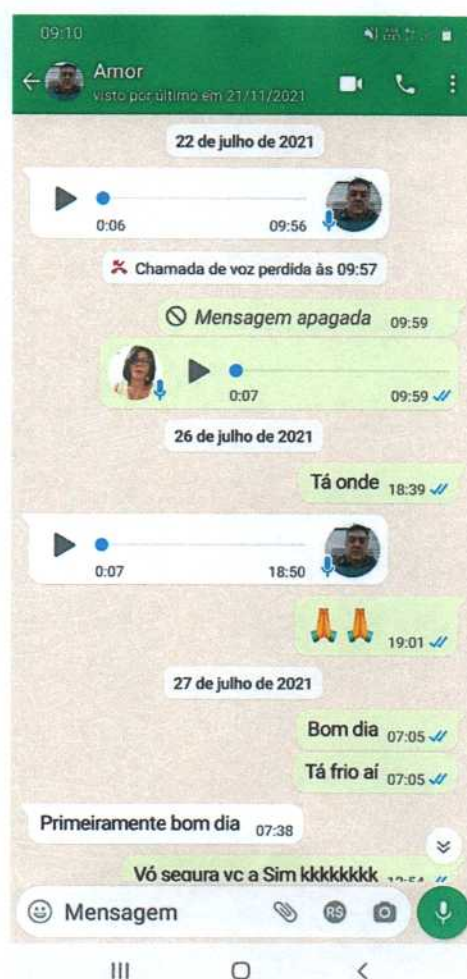 09:10
Amor
visto por último em 21/11/2021
22 de julho de 2021
0:06 09:56
Chamada de voz perdida às 09:57
Mensagem apagada 09:59
0:07 09:59
26 de julho de 2021
Tá onde 18:39
0:07 18:50
🙏 🙏 19:01
27 de julho de 2021
Bom dia 07:05
Tá frio aí 07:05
Primeiramente bom dia 07:38
Vó segura vc a Sim kkkkkkkk 12:54
Mensagem R$